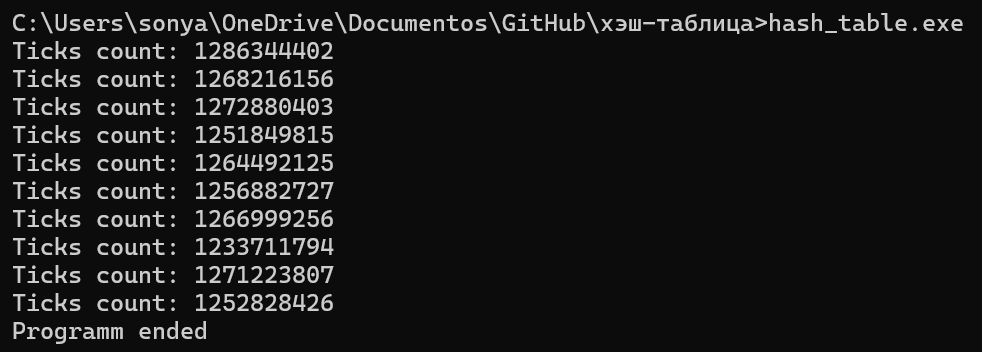 C:\Users\sonya\OneDrive\Documentos\GitHub\хэш-таблица>hash_table.exe
Ticks count: 1286344402
Ticks count: 1268216156
Ticks count: 1272880403
Ticks count: 1251849815
Ticks count: 1264492125
Ticks count: 1256882727
Ticks count: 1266999256
Ticks count: 1233711794
Ticks count: 1271223807
Ticks count: 1252828426
Programm ended